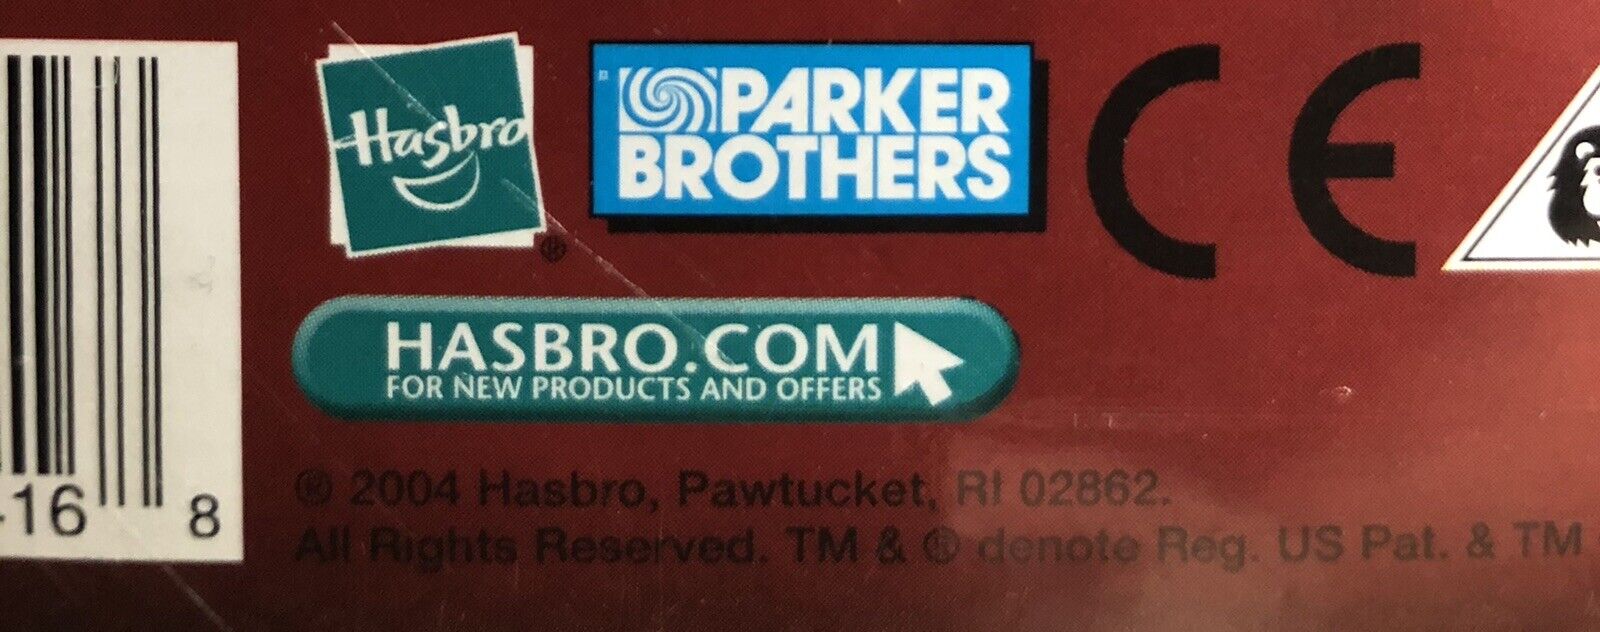 Hasbro
®
PARKER
BROTHERS
CE
HASBRO.COM
FOR NEW PRODUCTS AND OFFERS
16 8
® 2004 Hasbro, Pawtucket, RI 02862.
All Rights Reserved. TM & ® denote Reg. US Pat. & TM